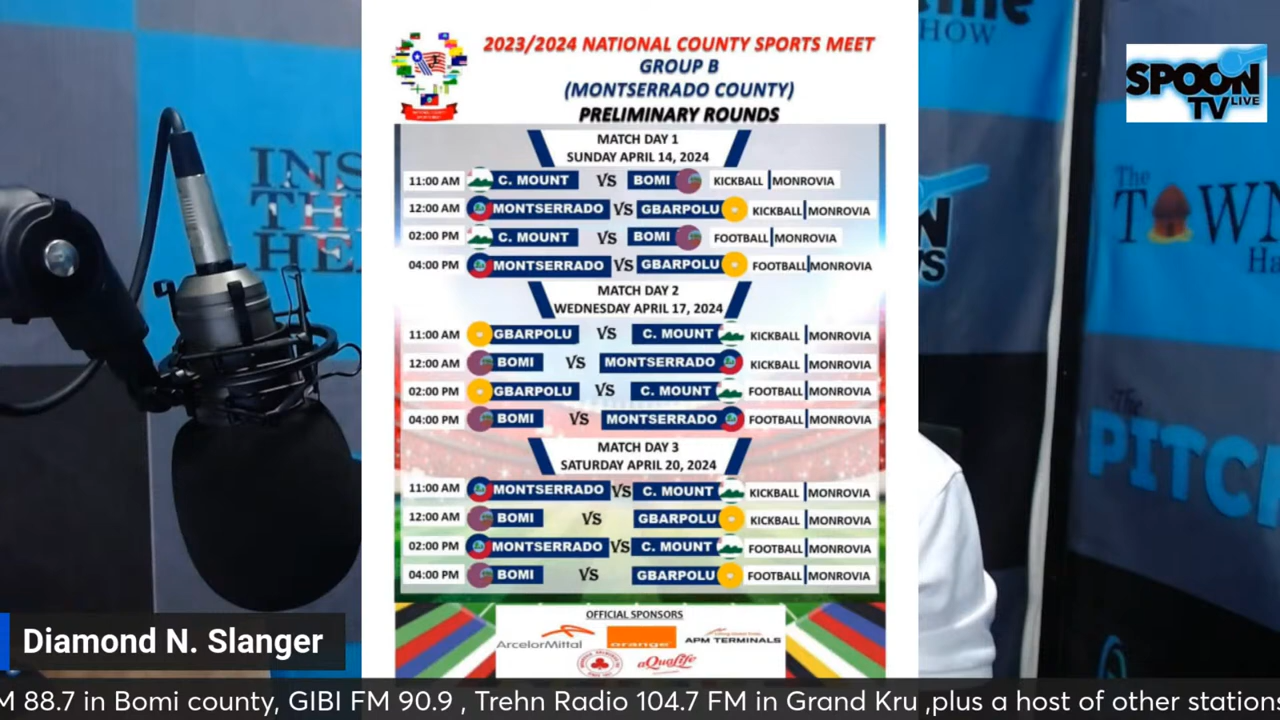 2023/2024 NATIONAL COUNTY SPORTS MEET
GROUP B
(MONTSERRADO COUNTY)
PRELIMINARY ROUNDS
MATCH DAY 1
SUNDAY APRIL 14, 2024
11:00 AM C. MOUNT VS BOMI KICKBALL MONROVIA
12:00 AM MONTSERRADO VS GBARPOLU KICKBALL MONROVIA
02:00 PM C. MOUNT VS BOMI FOOTBALL MONROVIA
04:00 PM MONTSERRADO VS GBARPOLU FOOTBALL MONROVIA
MATCH DAY 2
WEDNESDAY APRIL 17, 2024
11:00 AM GBARPOLU VS C. MOUNT KICKBALL MONROVIA
12:00 AM BOMI VS MONTSERRADO KICKBALL MONROVIA
02:00 PM GBARPOLU VS C. MOUNT FOOTBALL MONROVIA
04:00 PM BOMI VS MONTSERRADO FOOTBALL MONROVIA
MATCH DAY 3
SATURDAY APRIL 20, 2024
11:00 AM MONTSERRADO VS C. MOUNT KICKBALL MONROVIA
12:00 AM BOMI VS GBARPOLU KICKBALL MONROVIA
02:00 PM MONTSERRADO VS C. MOUNT FOOTBALL MONROVIA
04:00 PM BOMI VS GBARPOLU FOOTBALL MONROVIA
OFFICIAL SPONSORS
ArcelorMittal
orange
APM TERMINALS
aQuaLife
SPOON
TV LIVE
HOW
The
TOWN
Ha
The
PITC
INS
TH
HE
Diamond N. Slanger
M 88.7 in Bomi county, GIBI FM 90.9 , Trehn Radio 104.7 FM in Grand Kru ,plus a host of other stations